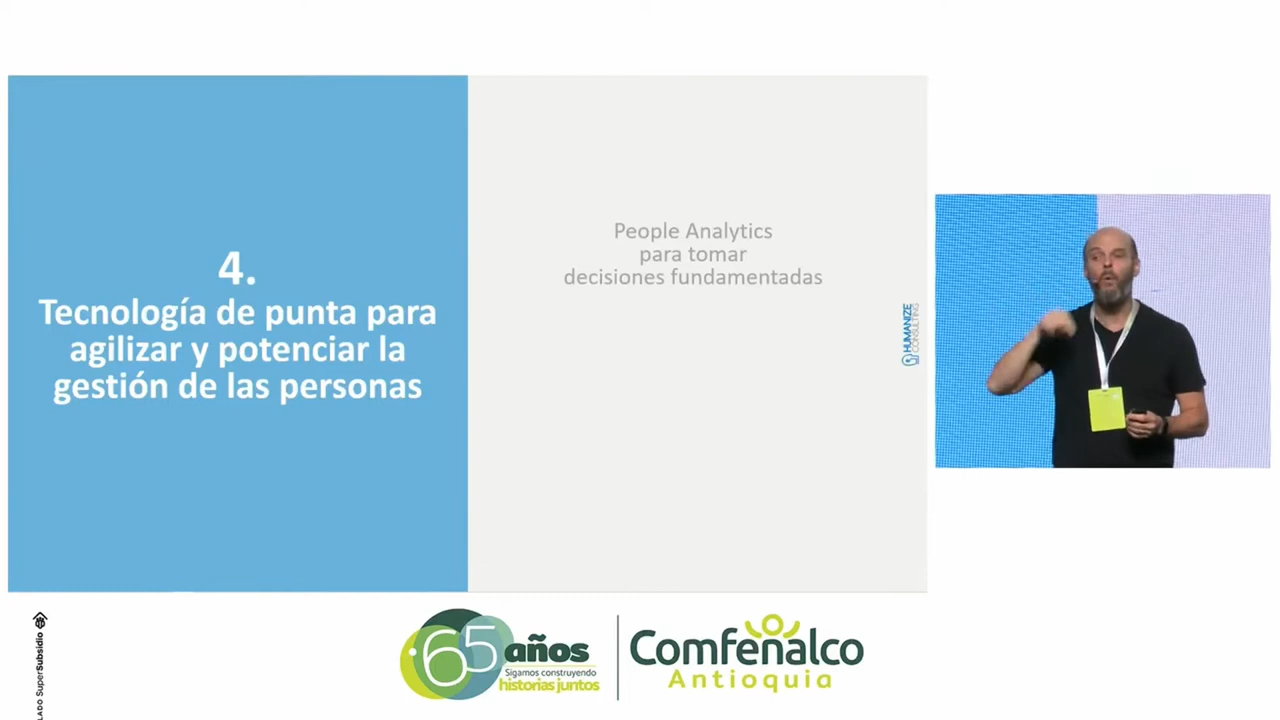 4.
Tecnología de punta para
agilizar y potenciar la
gestión de las personas
People Analytics
para tomar
decisiones fundamentadas
HUMANIZE
CONSULTING
LADO SuperSubsidio
65 años
Sigamos construyendo
historias juntos
Comfenalco
Antioquia